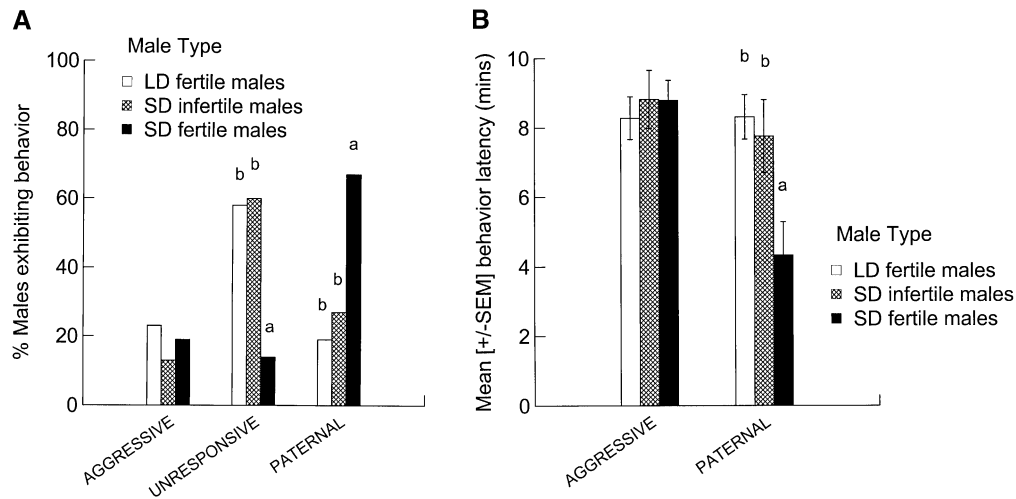 A
Male Type
LD fertile males
SD infertile males
SD fertile males
% Males exhibiting behavior
100
80
60
40
20
0
b
b
a
b
b
a
AGGRESSIVE
UNRESPONSIVE
PATERNAL
B
Mean [+/-SEM] behavior latency (mins)
10
8
6
4
2
0
b
b
a
AGGRESSIVE
PATERNAL
Male Type
LD fertile males
SD infertile males
SD fertile males